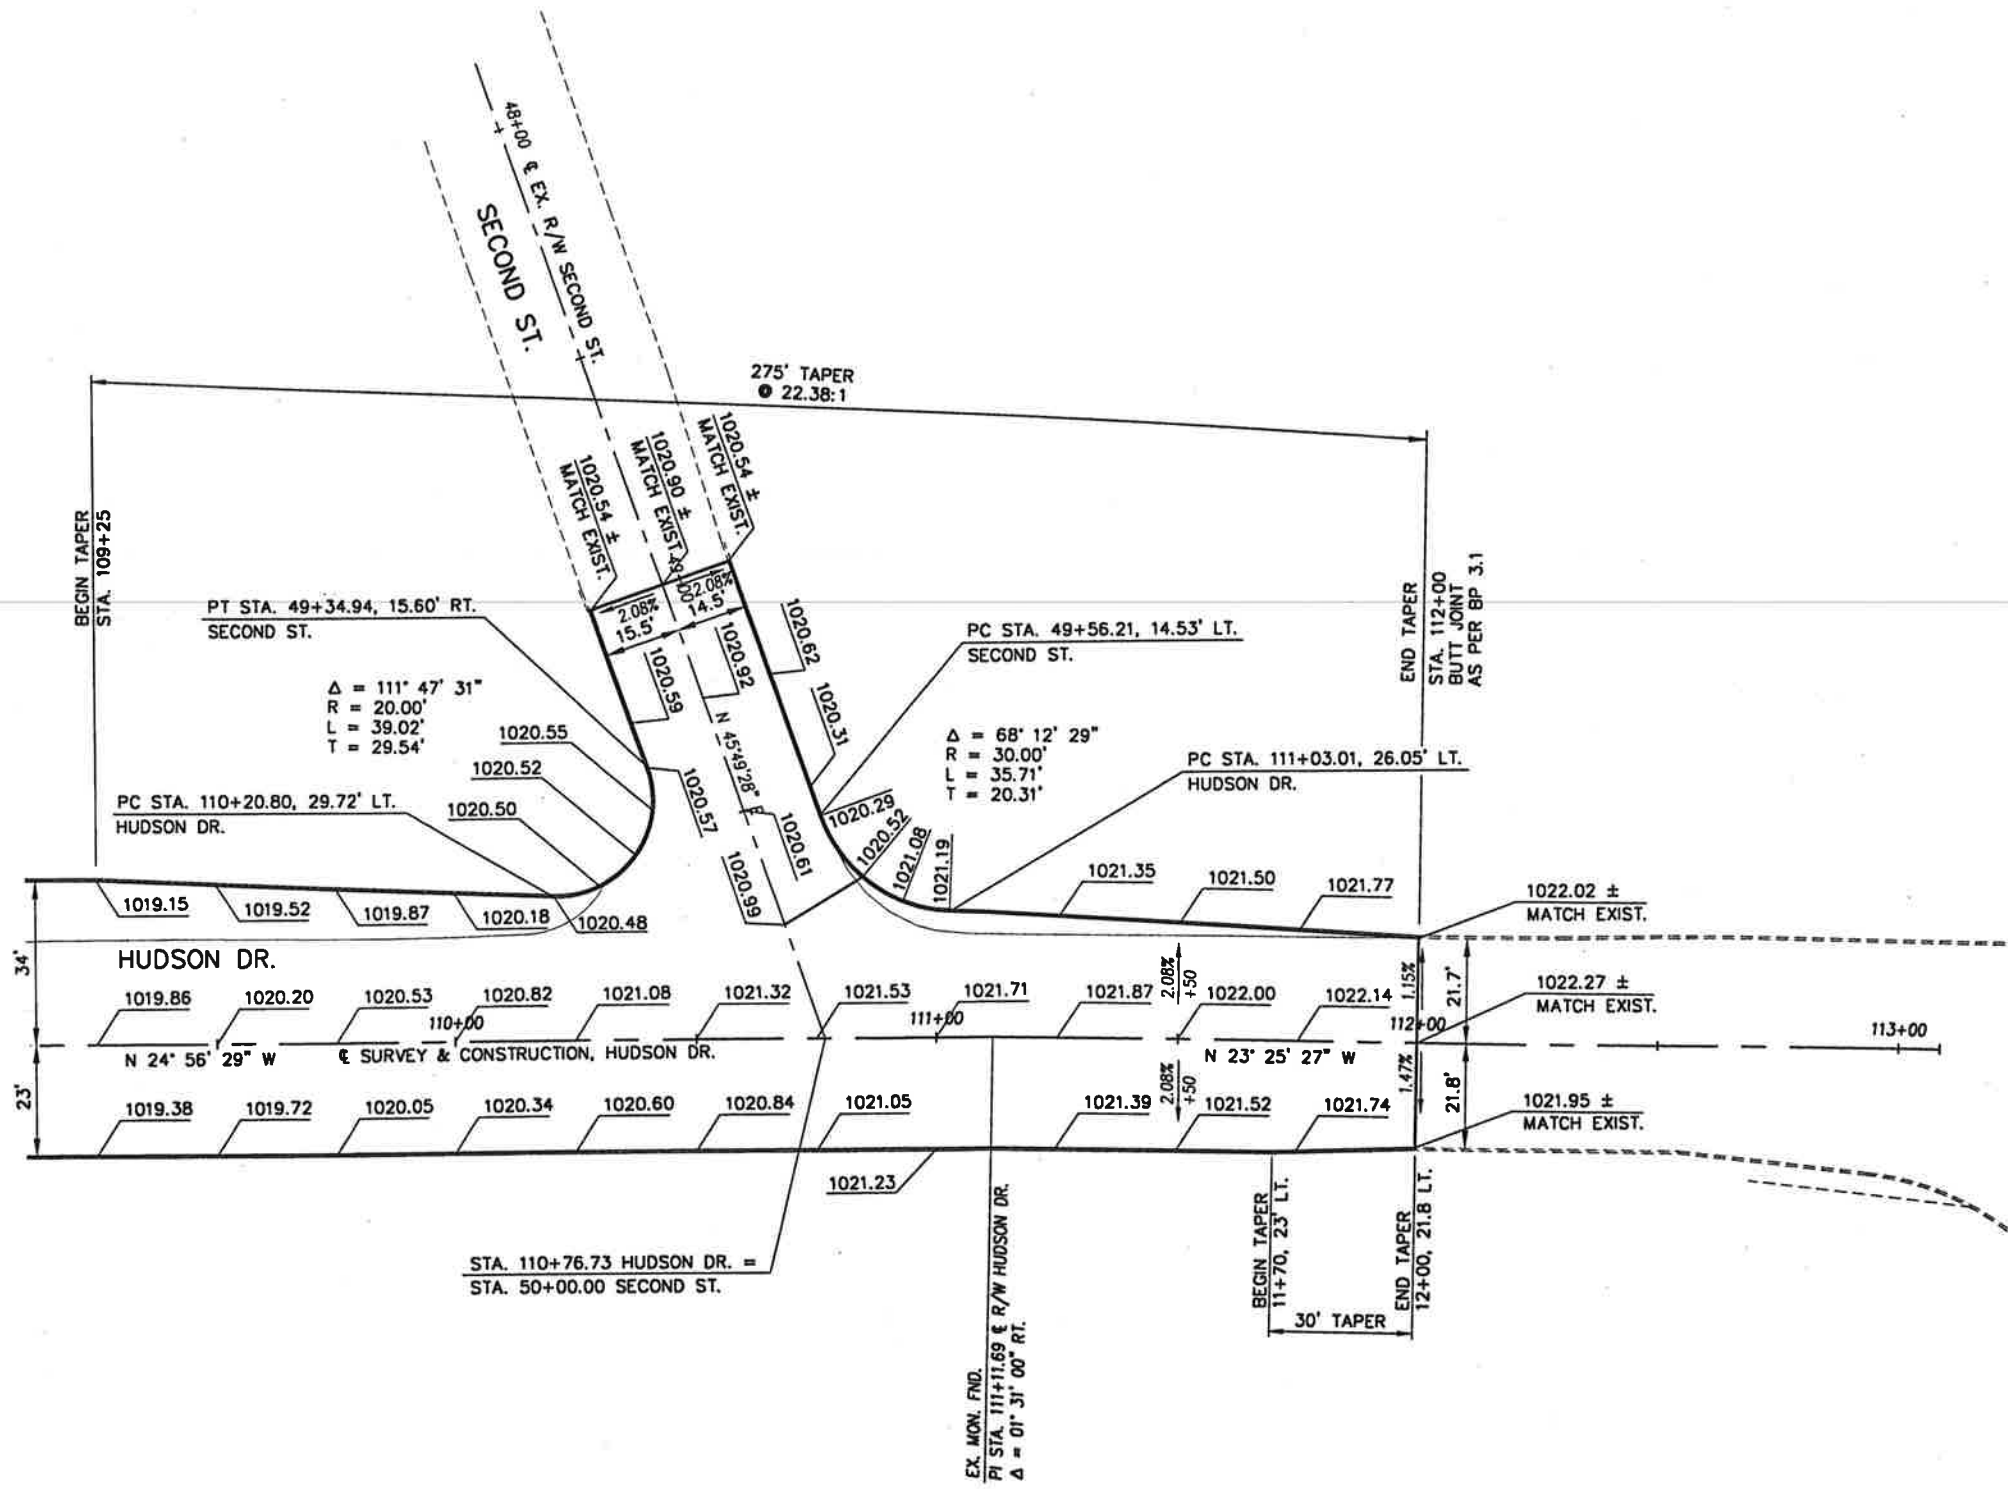 48+00 ℄ EX. R/W SECOND ST.
SECOND ST.
275' TAPER
@ 22.38:1
BEGIN TAPER
STA. 109+25
1020.54 ±
MATCH EXIST.
1020.90 ±
MATCH EXIST.
1020.54 ±
MATCH EXIST.
49+00
2.08%
15.5'
2.08%
14.5'
END TAPER
STA. 112+00
BUTT JOINT
AS PER BP 3.1
PT STA. 49+34.94, 15.60' RT.
SECOND ST.
PC STA. 49+56.21, 14.53' LT.
SECOND ST.
1020.59
1020.92
1020.62
1020.31
Δ = 111° 47' 31"
R = 20.00'
L = 39.02'
T = 29.54'
1020.55
1020.52
1020.50
N 45°49'28" E
Δ = 68° 12' 29"
R = 30.00'
L = 35.71'
T = 20.31'
PC STA. 111+03.01, 26.05' LT.
HUDSON DR.
PC STA. 110+20.80, 29.72' LT.
HUDSON DR.
1020.57
1020.61
1020.99
1020.29
1020.52
1021.08
1021.19
1019.15
1019.52
1019.87
1020.18
1020.48
1021.35
1021.50
1021.77
1022.02 ±
MATCH EXIST.
34'
HUDSON DR.
1019.86
1020.20
1020.53
1020.82
1021.08
1021.32
1021.53
1021.71
1021.87
2.08%
+50
1022.00
1022.14
1.15%
21.7'
1022.27 ±
MATCH EXIST.
110+00
111+00
112+00
113+00
N 24° 56' 29" W
℄ SURVEY & CONSTRUCTION, HUDSON DR.
N 23° 25' 27" W
23'
1019.38
1019.72
1020.05
1020.34
1020.60
1020.84
1021.05
1021.23
1021.39
2.08%
+50
1021.52
1021.74
1.47%
21.8'
1021.95 ±
MATCH EXIST.
STA. 110+76.73 HUDSON DR. =
STA. 50+00.00 SECOND ST.
EX. MON. FND.
PI STA. 111+11.69 ℄ R/W HUDSON DR.
Δ = 01° 31' 00" RT.
BEGIN TAPER
11+70, 23' LT.
END TAPER
12+00, 21.8 LT.
30' TAPER